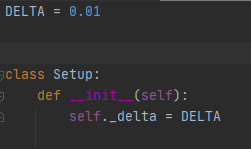 DELTA = 0.01
class Setup:
    def __init__(self):
        self._delta = DELTA